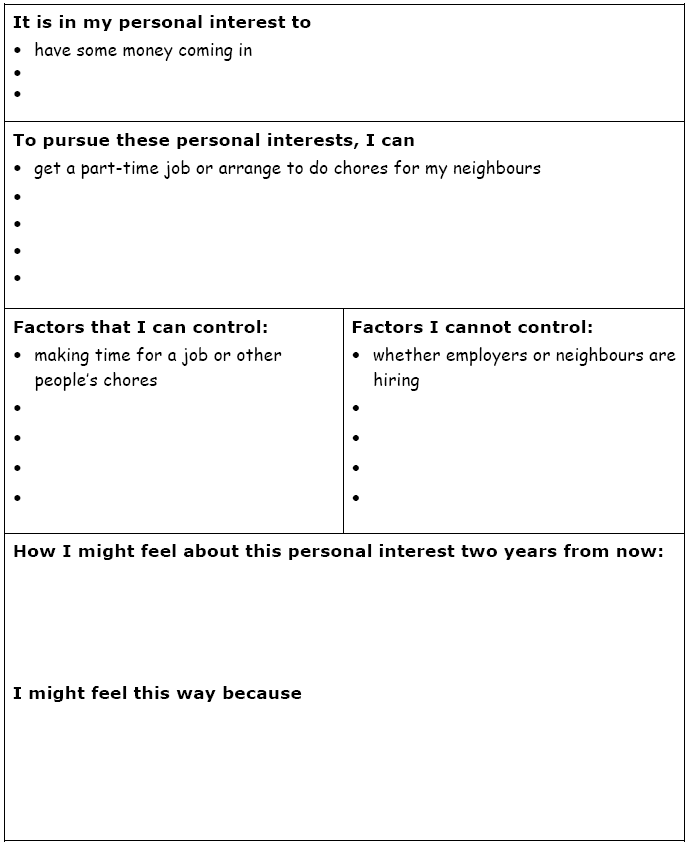 It is in my personal interest to
• have some money coming in
•
•
To pursue these personal interests, I can
• get a part-time job or arrange to do chores for my neighbours
•
•
•
•
Factors that I can control:
• making time for a job or other
people's chores
•
•
•
•
Factors I cannot control:
• whether employers or neighbours are
hiring
•
•
•
•
How I might feel about this personal interest two years from now:
I might feel this way because